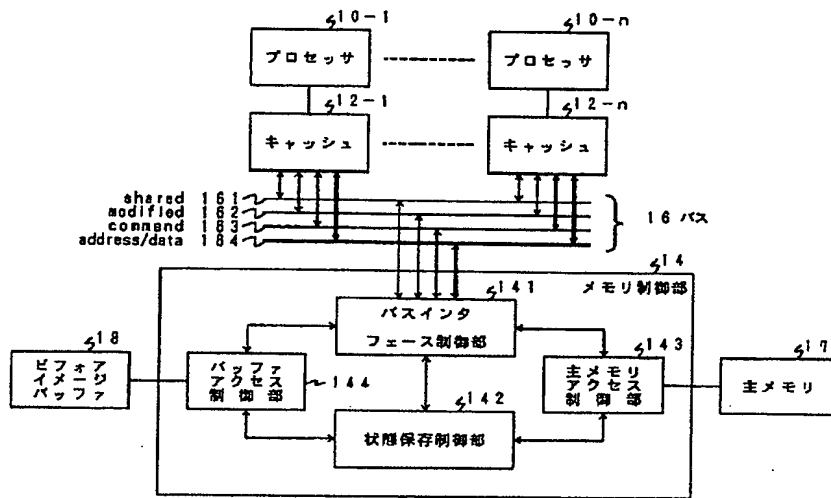 10-1
プロセッサ
10-n
プロセッサ
12-1
キャッシュ
12-n
キャッシュ
shared 161
modified 162
command 163
address/data 164
16 バス
14
メモリ制御部
141
バスインタ
フェース制御部
18
ビフォア
イメージ
バッファ
バッファ
アクセス
制御部
144
143
主メモリ
アクセス
制御部
17
主メモリ
142
状態保存制御部